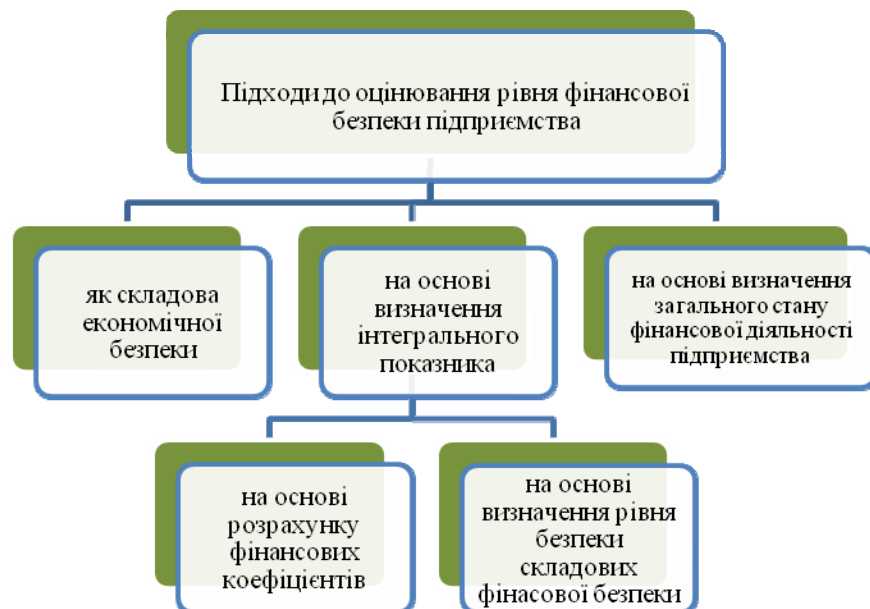 Підходи до оцінювання рівня фінансової
безпеки підприємства
як складова
економічної
безпеки
на основі
визначення
інтегрального
показника
на основі визначення
загального стану
фінансової діяльності
підприємства
на основі
розрахунку
фінансових
коефіцієнтів
на основі
визначення рівня
безпеки
складових
фінасової безпеки